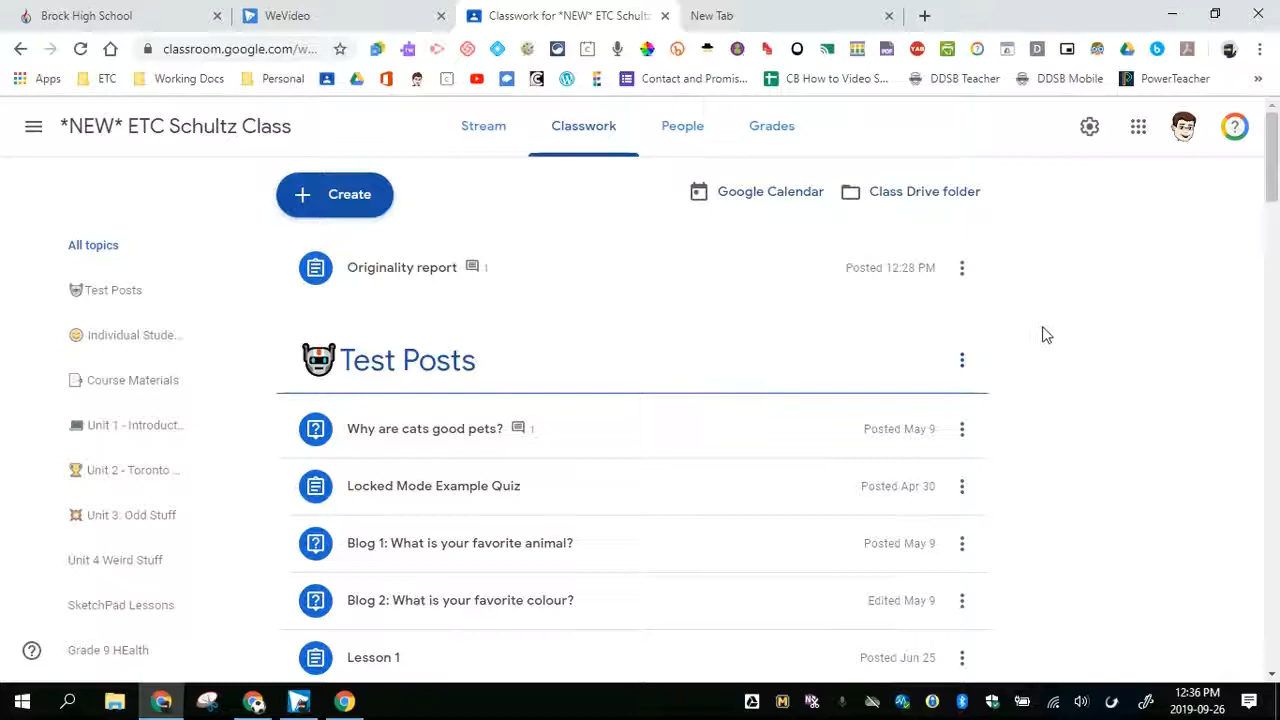 Brock High School
WeVideo
Classwork for *NEW* ETC Schultz
New Tab
classroom.google.com/w...
Apps
ETC
Working Docs
Personal
Contact and Promis...
CB How to Video S...
DDSB Teacher
DDSB Mobile
PowerTeacher
*NEW* ETC Schultz Class
Stream
Classwork
People
Grades
Create
Google Calendar
Class Drive folder
All topics
Originality report 1
Posted 12:28 PM
Test Posts
Individual Stude...
Test Posts
Course Materials
Unit 1 - Introduct...
Why are cats good pets? 1
Posted May 9
Unit 2 - Toronto ...
Locked Mode Example Quiz
Posted Apr 30
Unit 3: Odd Stuff
Blog 1: What is your favorite animal?
Posted May 9
Unit 4 Weird Stuff
Blog 2: What is your favorite colour?
Edited May 9
SketchPad Lessons
Grade 9 HEalth
Lesson 1
Posted Jun 25
12:36 PM
2019-09-26